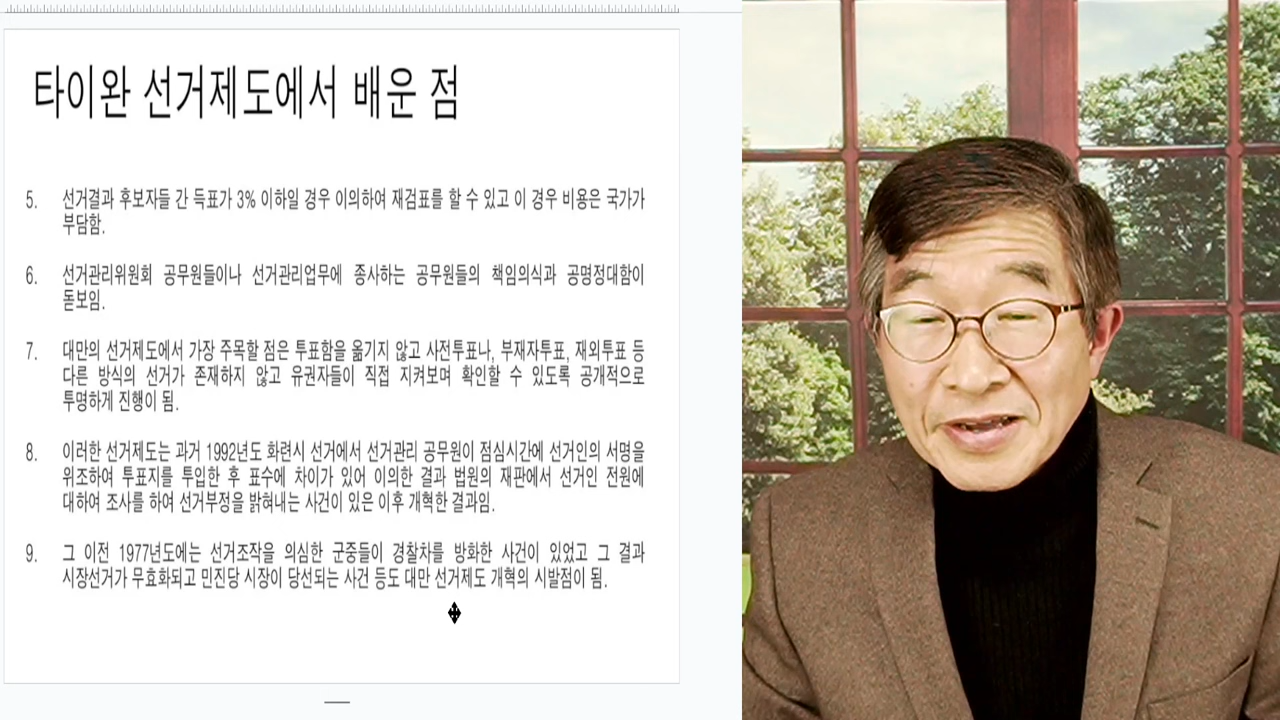 타이완 선거제도에서 배운 점
5. 선거결과 후보자들 간 득표가 3% 이하일 경우 이의하여 재검표를 할 수 있고 이 경우 비용은 국가가
부담함.
6. 선거관리위원회 공무원들이나 선거관리업무에 종사하는 공무원들의 책임의식과 공명정대함이
돋보임.
7. 대만의 선거제도에서 가장 주목할 점은 투표함을 옮기지 않고 사전투표나, 부재자투표, 재외투표 등
다른 방식의 선거가 존재하지 않고 유권자들이 직접 지켜보며 확인할 수 있도록 공개적으로
투명하게 진행이 됨.
8. 이러한 선거제도는 과거 1992년도 화련시 선거에서 선거관리 공무원이 점심시간에 선거인의 서명을
위조하여 투표지를 투입한 후 표수에 차이가 있어 이의한 결과 법원의 재판에서 선거인 전원에
대하여 조사를 하여 선거부정을 밝혀내는 사건이 있은 이후 개혁한 결과임.
9. 그 이전 1977년도에는 선거조작을 의심한 군중들이 경찰차를 방화한 사건이 있었고 그 결과
시장선거가 무효화되고 민진당 시장이 당선되는 사건 등도 대만 선거제도 개혁의 시발점이 됨.